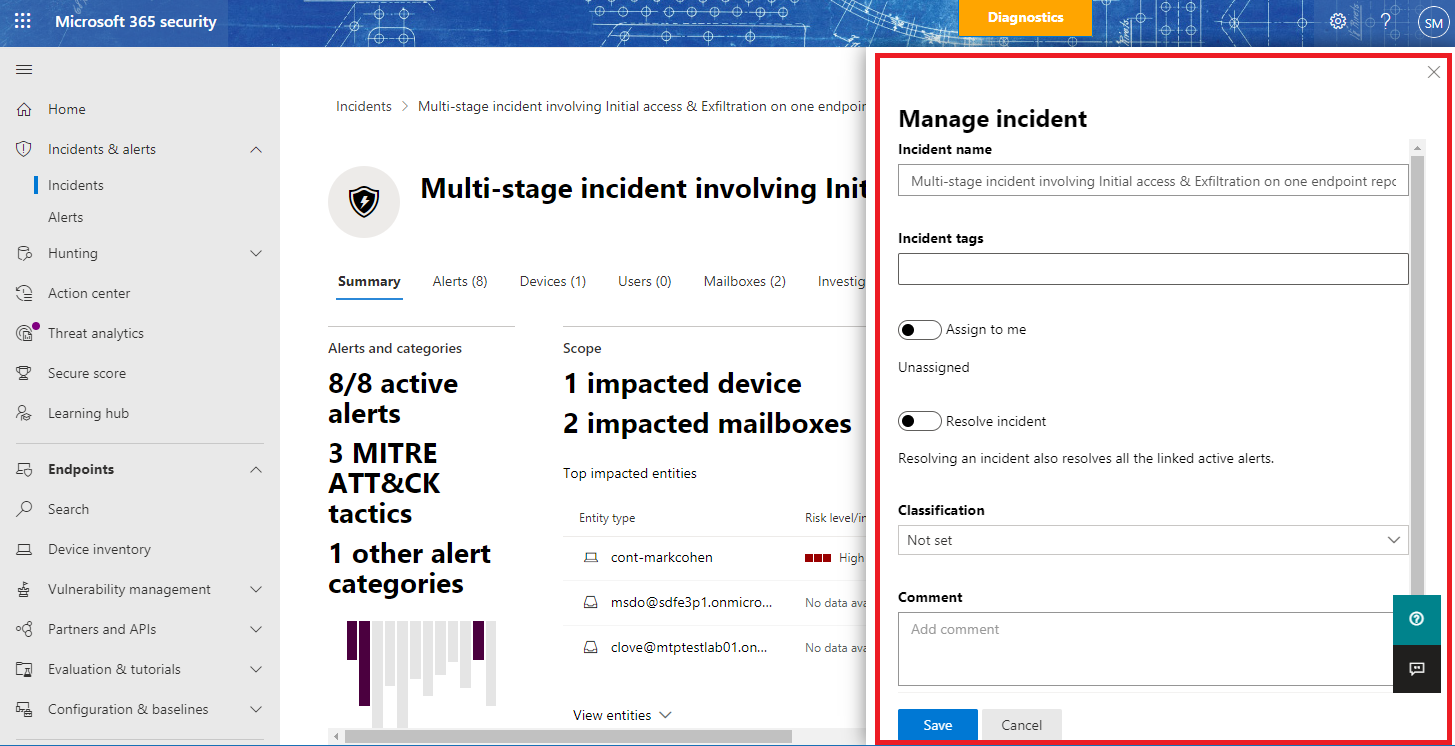 Microsoft 365 security
Diagnostics
?
SM
Home
Incidents & alerts
Incidents
Alerts
Hunting
Action center
Threat analytics
Secure score
Learning hub
Endpoints
Search
Device inventory
Vulnerability management
Partners and APIs
Evaluation & tutorials
Configuration & baselines
Incidents > Multi-stage incident involving Initial access & Exfiltration on one endpoin
Multi-stage incident involving Init
Summary Alerts (8) Devices (1) Users (0) Mailboxes (2) Investig
Alerts and categories
8/8 active
alerts
3 MITRE
ATT&CK
tactics
1 other alert
categories
Scope
1 impacted device
2 impacted mailboxes
Top impacted entities
Entity type Risk level/in
cont-markcohen High
msdo@sdfe3p1.onmicro... No data ava
clove@mtptestlab01.on... No data ava
View entities
Manage incident
Incident name
Multi-stage incident involving Initial access & Exfiltration on one endpoint repo
Incident tags
Assign to me
Unassigned
Resolve incident
Resolving an incident also resolves all the linked active alerts.
Classification
Not set
Comment
Add comment
Save Cancel